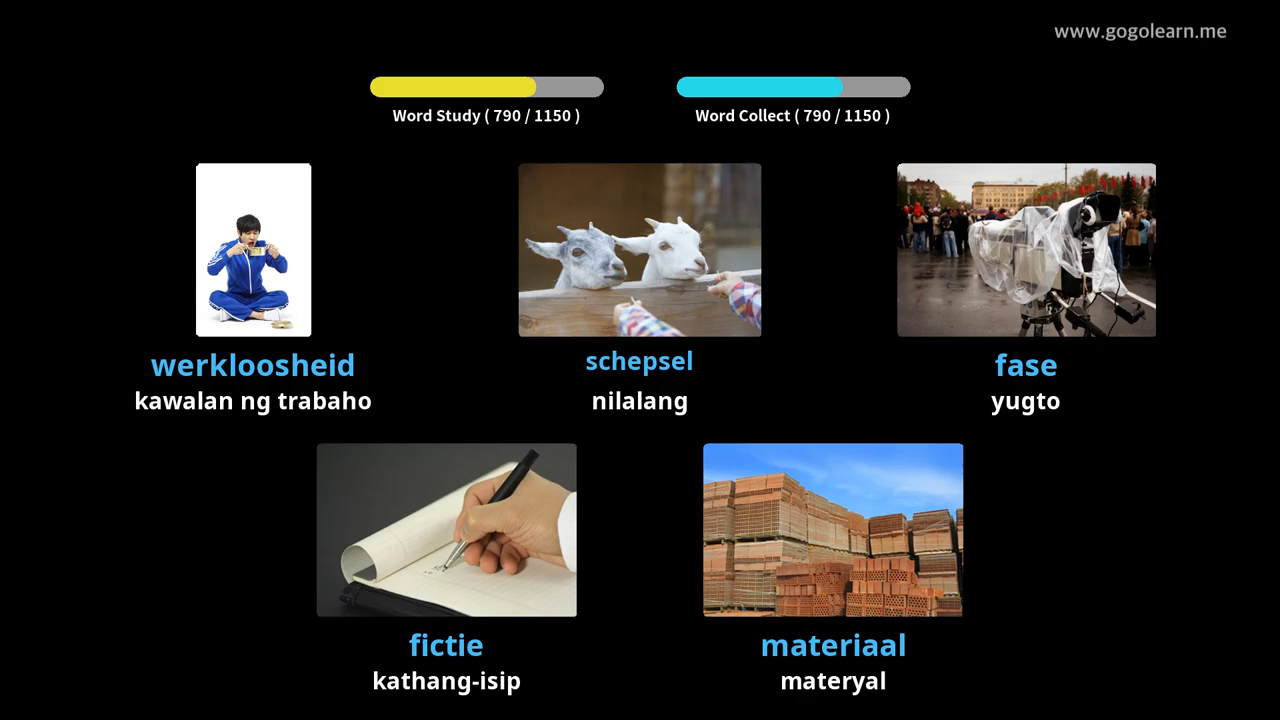 www.gogolearn.me
Word Study ( 790 / 1150 )
Word Collect ( 790 / 1150 )
werkloosheid
kawalan ng trabaho
schepsel
nilalang
fase
yugto
fictie
kathang-isip
materiaal
materyal